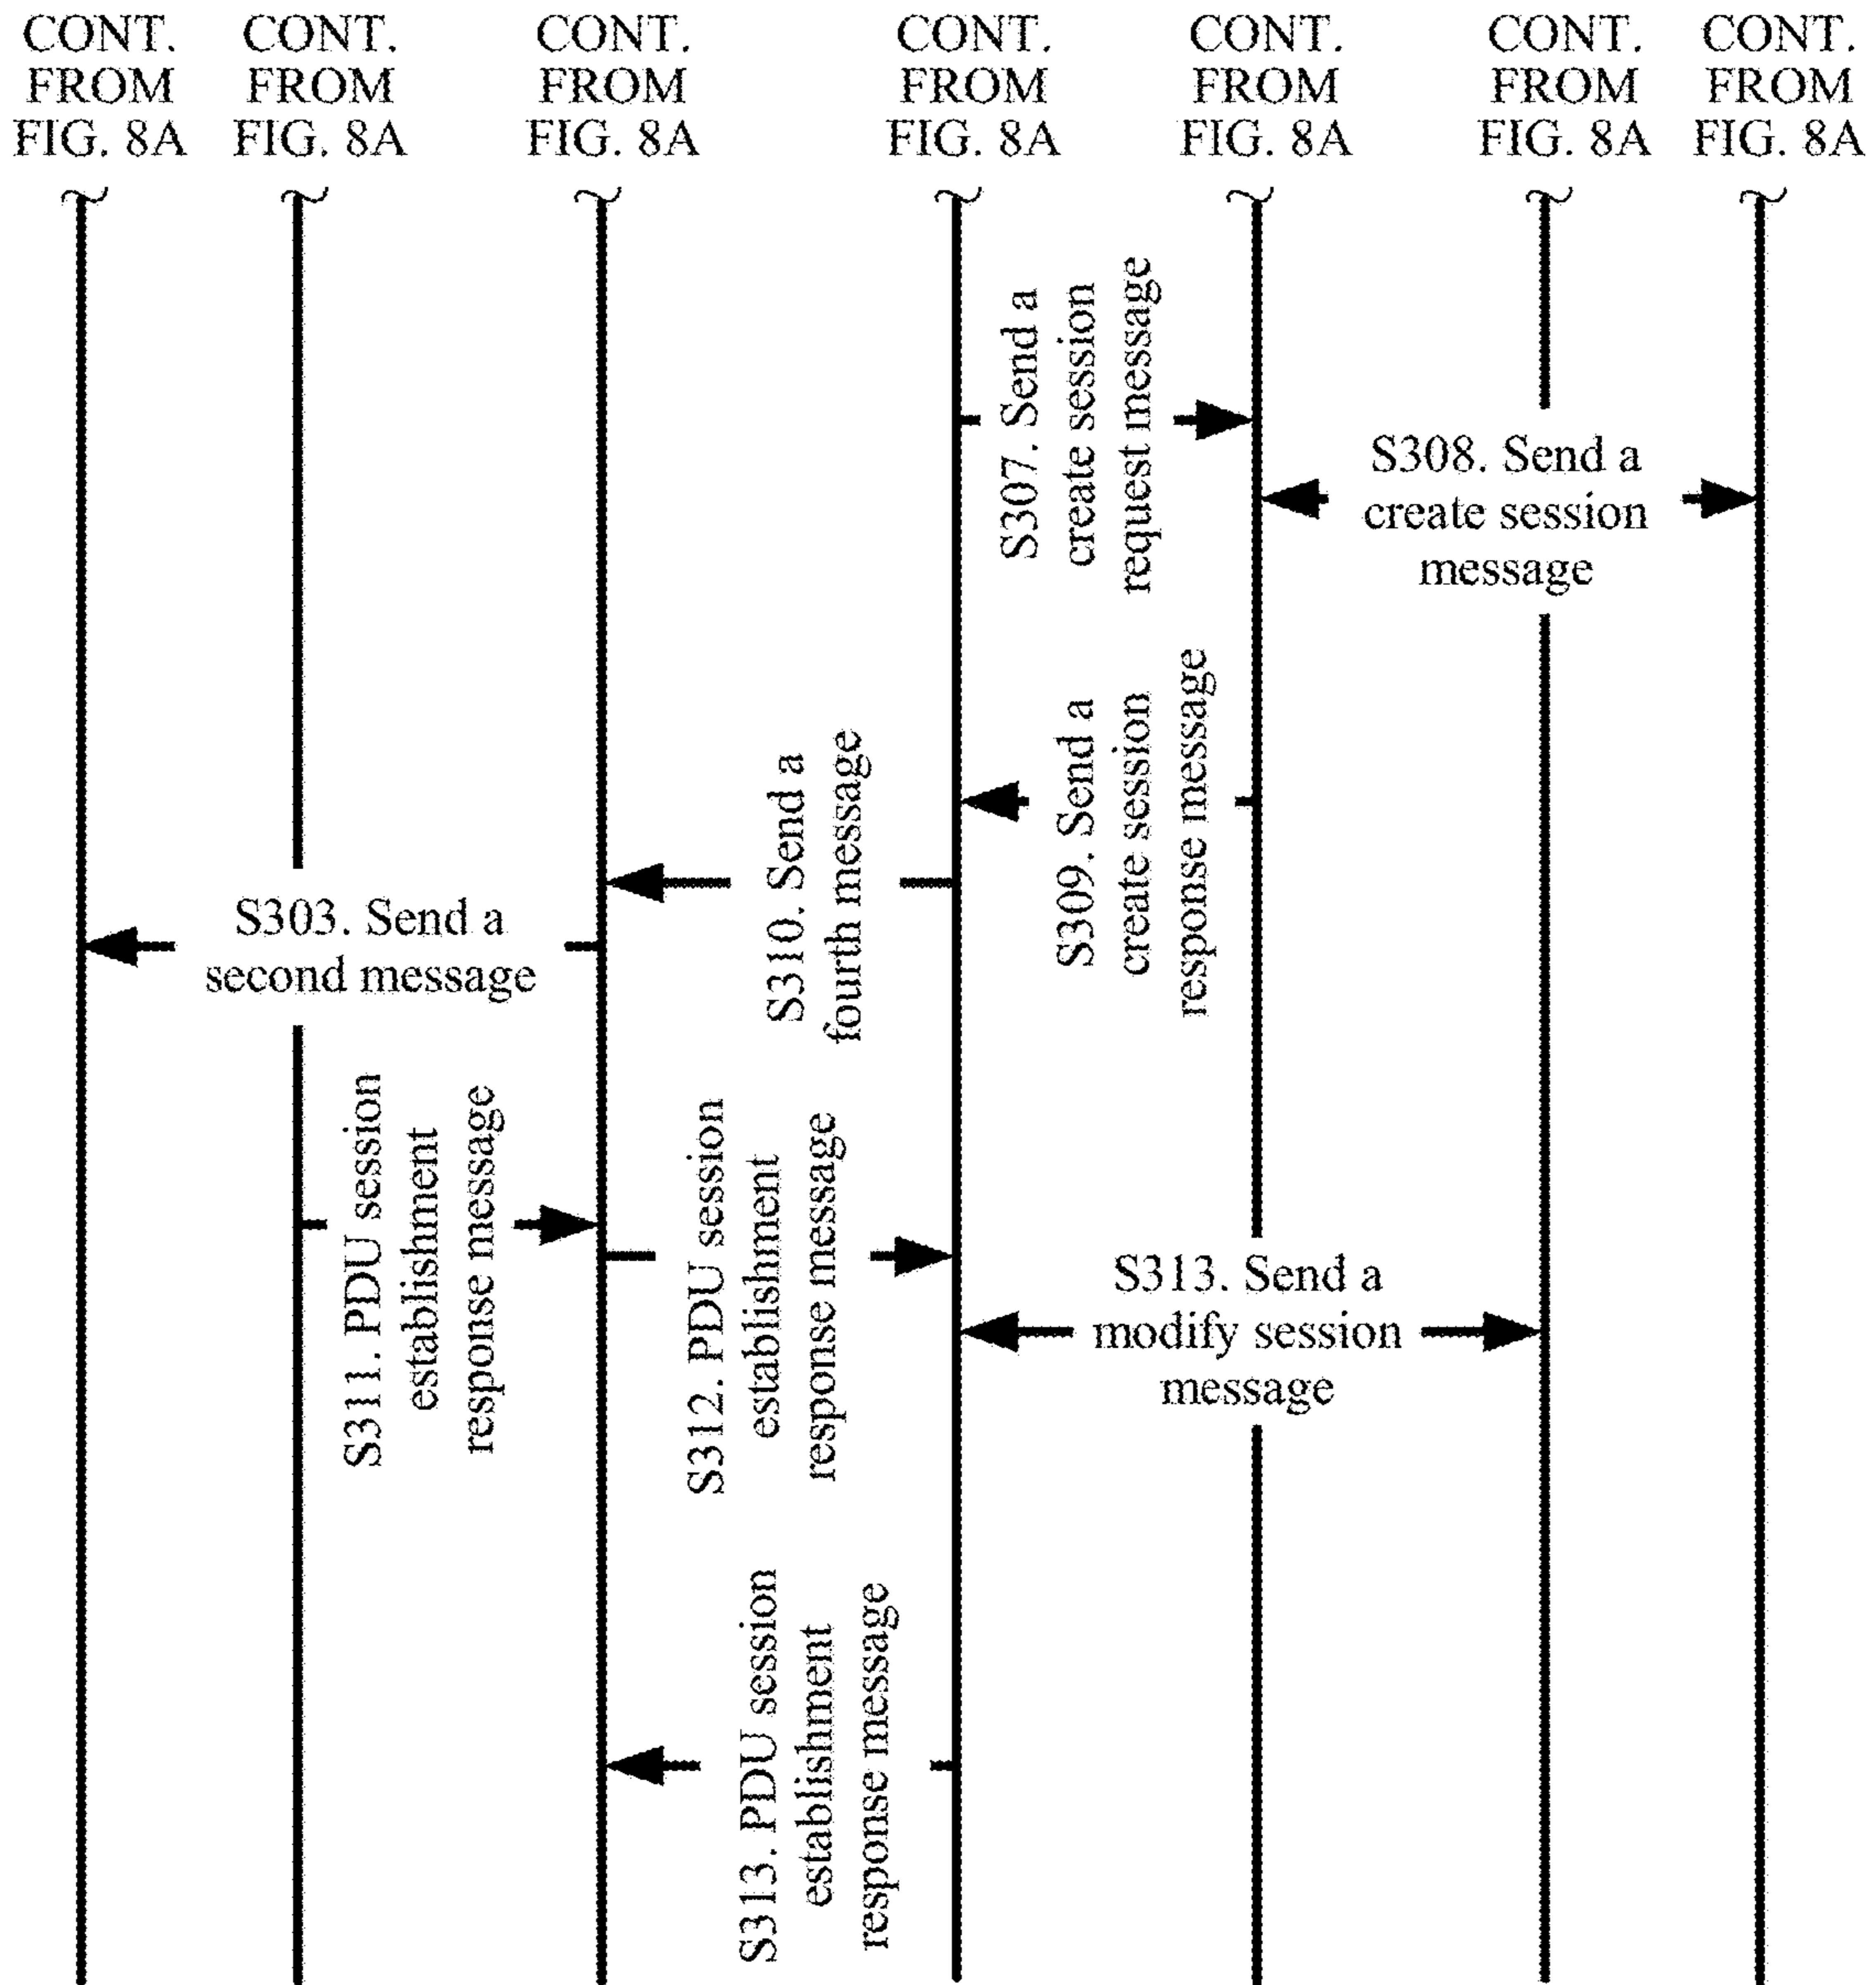 CONT.
FROM
FIG. 8A
CONT.
FROM
FIG. 8A
CONT.
FROM
FIG. 8A
CONT.
FROM
FIG. 8A
CONT.
FROM
FIG. 8A
CONT.
FROM
FIG. 8A
CONT.
FROM
FIG. 8A
S307. Send a
create session
request message
S308. Send a
create session
message
S309. Send a
create session
response message
S310. Send a
fourth message
S303. Send a
second message
S311. PDU session
establishment
response message
S312. PDU session
establishment
response message
S313. Send a
modify session
message
S313. PDU session
establishment
response message